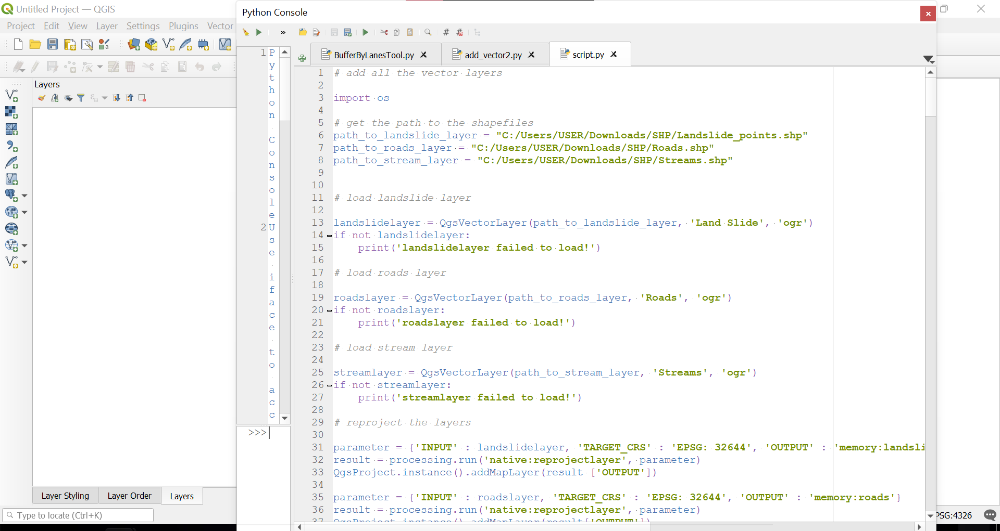 Untitled Project — QGIS
Project Edit View Layer Settings Plugins Vector
Layers
Layer Styling Layer Order Layers
Type to locate (Ctrl+K)
Python Console
1 Python Console
2 Use iface to acc
>>>
BufferByLanesTool.py
add_vector2.py
script.py
1 # add all the vector layers
2
3 import os
4
5 # get the path to the shapefiles
6 path_to_landslide_layer = "C:/Users/USER/Downloads/SHP/Landslide_points.shp"
7 path_to_roads_layer = "C:/Users/USER/Downloads/SHP/Roads.shp"
8 path_to_stream_layer = "C:/Users/USER/Downloads/SHP/Streams.shp"
9
10
11 # load landslide layer
12
13 landslidelayer = QgsVectorLayer(path_to_landslide_layer, 'Land Slide', 'ogr')
14 if not landslidelayer:
15 print('landslidelayer failed to load!')
16
17 # load roads layer
18
19 roadslayer = QgsVectorLayer(path_to_roads_layer, 'Roads', 'ogr')
20 if not roadslayer:
21 print('roadslayer failed to load!')
22
23 # load stream layer
24
25 streamlayer = QgsVectorLayer(path_to_stream_layer, 'Streams', 'ogr')
26 if not streamlayer:
27 print('streamlayer failed to load!')
28
29 # reproject the layers
30
31 parameter = {'INPUT' : landslidelayer, 'TARGET_CRS' : 'EPSG: 32644', 'OUTPUT' : 'memory:landsli
32 result = processing.run('native:reprojectlayer', parameter)
33 QgsProject.instance().addMapLayer(result ['OUTPUT'])
34
35 parameter = {'INPUT' : roadslayer, 'TARGET_CRS' : 'EPSG: 32644', 'OUTPUT' : 'memory:roads'}
36 result = processing.run('native:reprojectlayer', parameter)
37 QgsProject.instance().addMapLayer(result['OUTPUT'])
PSG:4326